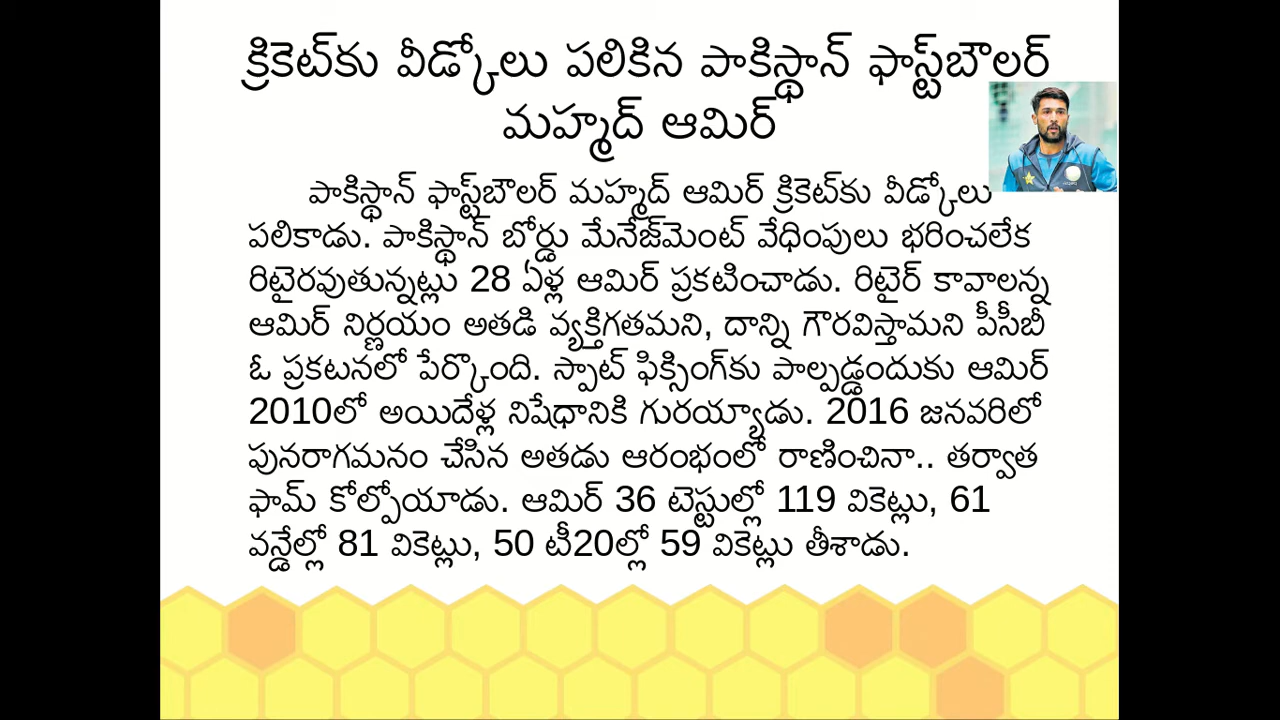 క్రికెట్‌కు వీడ్కోలు పలికిన పాకిస్థాన్ ఫాస్ట్‌బౌలర్
మహ్మద్ ఆమిర్
పాకిస్థాన్ ఫాస్ట్‌బౌలర్ మహ్మద్ ఆమిర్ క్రికెట్‌కు వీడ్కోలు
పలికాడు. పాకిస్థాన్ బోర్డు మేనేజ్‌మెంట్ వేధింపులు భరించలేక
రిటైరవుతున్నట్లు 28 ఏళ్ల ఆమిర్ ప్రకటించాడు. రిటైర్ కావాలన్న
ఆమిర్ నిర్ణయం అతడి వ్యక్తిగతమని, దాన్ని గౌరవిస్తామని పీసీబీ
ఓ ప్రకటనలో పేర్కొంది. స్పాట్ ఫిక్సింగ్‌కు పాల్పడ్డందుకు ఆమిర్
2010లో అయిదేళ్ల నిషేధానికి గురయ్యాడు. 2016 జనవరిలో
పునరాగమనం చేసిన అతడు ఆరంభంలో రాణించినా.. తర్వాత
ఫామ్ కోల్పోయాడు. ఆమిర్ 36 టెస్టుల్లో 119 వికెట్లు, 61
వన్డేల్లో 81 వికెట్లు, 50 టీ20ల్లో 59 వికెట్లు తీశాడు.